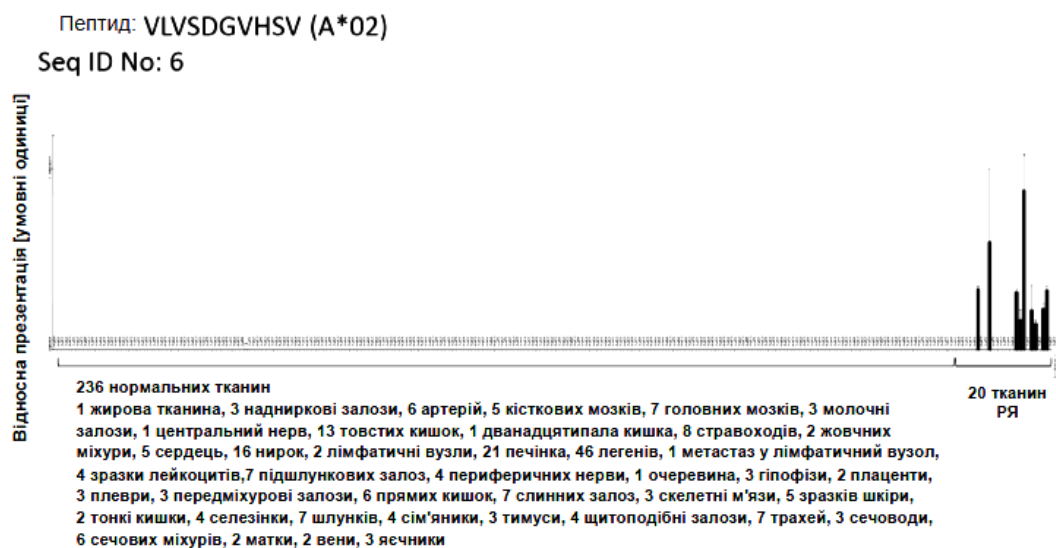 Пептид: VLVSDGVHSV (A*02)
Seq ID No: 6
Відносна презентація [умовні одиниці]
236 нормальних тканин
1 жирова тканина, 3 надниркові залози, 6 артерій, 5 кісткових мозків, 7 головних мозків, 3 молочні
залози, 1 центральний нерв, 13 товстих кишок, 1 дванадцятипала кишка, 8 стравоходів, 2 жовчних
міхури, 5 сердець, 16 нирок, 2 лімфатичні вузли, 21 печінка, 46 легенів, 1 метастаз у лімфатичний вузол,
4 зразки лейкоцитів,7 підшлункових залоз, 4 периферичних нерви, 1 очеревина, 3 гіпофізи, 2 плаценти,
3 плеври, 3 передміхурові залози, 6 прямих кишок, 7 слинних залоз, 3 скелетні м'язи, 5 зразків шкіри,
2 тонкі кишки, 4 селезінки, 7 шлунків, 4 сім'яники, 3 тимуси, 4 щитоподібні залози, 7 трахей, 3 сечоводи,
6 сечових міхурів, 2 матки, 2 вени, 3 яєчники
20 тканин
РЯ